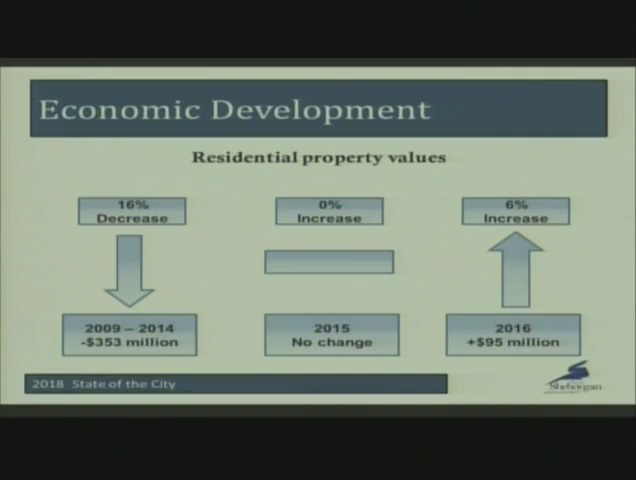 Economic Development
Residential property values
16%
Decrease
0%
Increase
6%
Increase
2009 – 2014
-$353 million
2015
No change
2016
+$95 million
2018 State of the City
Sheboygan